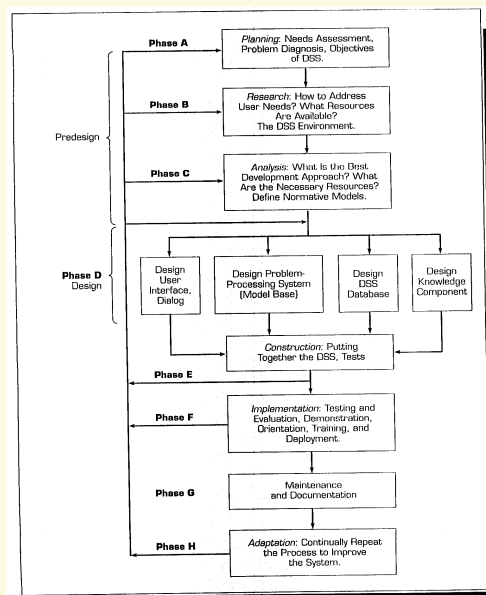 Phase A
Planning: Needs Assessment,
Problem Diagnosis, Objectives
of DSS.
Phase B
Research: How to Address
User Needs? What Resources
Are Available?
The DSS Environment.
Predesign
Phase C
Analysis: What Is the Best
Development Approach? What
Are the Necessary Resources?
Define Normative Models.
Phase D
Design
Design
User
Interface,
Dialog
Design Problem-
Processing System
(Model Base)
Design
DSS
Database
Design
Knowledge
Component
Construction: Putting
Together the DSS, Tests
Phase E
Phase F
Implementation: Testing and
Evaluation, Demonstration,
Orientation, Training, and
Deployment.
Phase G
Maintenance
and Documentation
Phase H
Adaptation: Continually Repeat
the Process to Improve
the System.